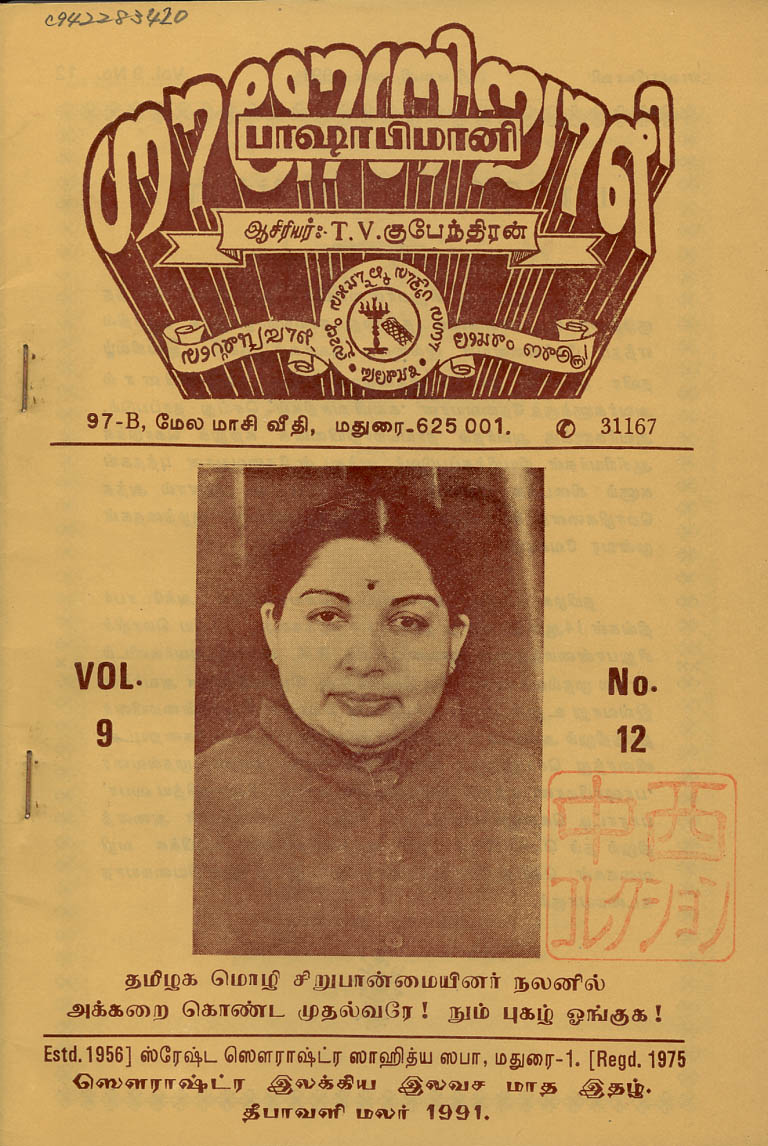 c942283420
பாஷாபிமானி
ஆசிரியர்:- T.V.குபேந்திரன்
97-B, மேல மாசி வீதி, மதுரை-625 001. ✆ 31167
VOL. 9
No. 12
中西
コレクション
தமிழக மொழி சிறுபான்மையினர் நலனில்
அக்கறை கொண்ட முதல்வரே! நும் புகழ் ஓங்குக!
Estd. 1956] ஸ்ரேஷ்ட ஸௌராஷ்ட்ர ஸாஹித்ய ஸபா, மதுரை-1. [Regd. 1975
ஸௌராஷ்ட்ர இலக்கிய இலவச மாத இதழ்.
தீபாவளி மலர் 1991.